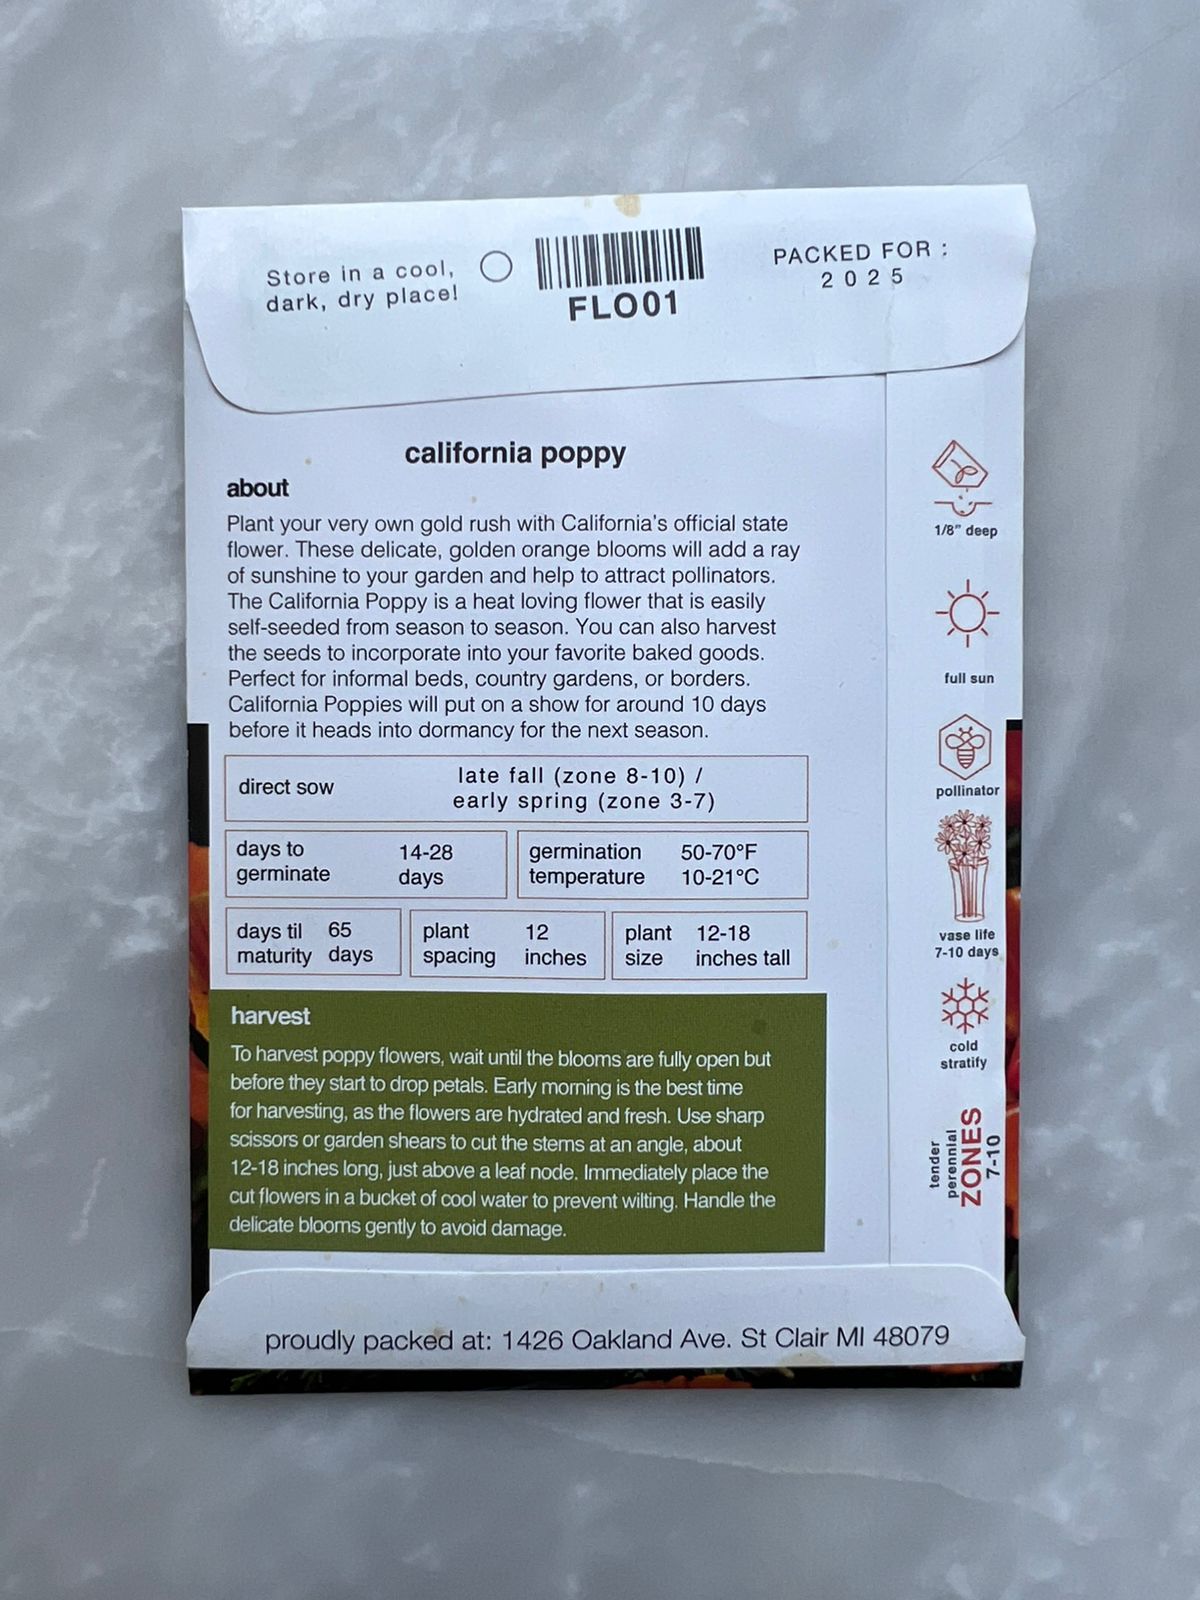 Store in a cool,
dark, dry place!
FLO01
PACKED FOR :
2025
california poppy
about
Plant your very own gold rush with California's official state
flower. These delicate, golden orange blooms will add a ray
of sunshine to your garden and help to attract pollinators.
The California Poppy is a heat loving flower that is easily
self-seeded from season to season. You can also harvest
the seeds to incorporate into your favorite baked goods.
Perfect for informal beds, country gardens, or borders.
California Poppies will put on a show for around 10 days
before it heads into dormancy for the next season.
direct sow
late fall (zone 8-10) /
early spring (zone 3-7)
days to
germinate
14-28
days
germination
temperature
50-70°F
10-21°C
days til
maturity
65
days
plant
spacing
12
inches
plant
size
12-18
inches tall
harvest
To harvest poppy flowers, wait until the blooms are fully open but
before they start to drop petals. Early morning is the best time
for harvesting, as the flowers are hydrated and fresh. Use sharp
scissors or garden shears to cut the stems at an angle, about
12-18 inches long, just above a leaf node. Immediately place the
cut flowers in a bucket of cool water to prevent wilting. Handle the
delicate blooms gently to avoid damage.
1/8" deep
full sun
pollinator
vase life
7-10 days
cold
stratify
tender
perennial
ZONES
7-10
proudly packed at: 1426 Oakland Ave. St Clair MI 48079